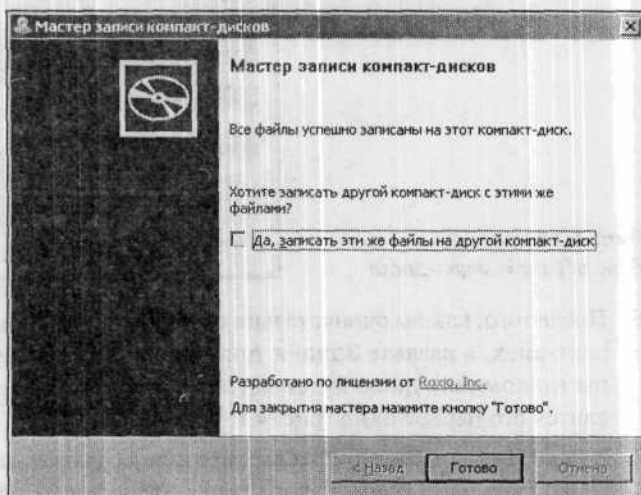 Мастер записи компакт-дисков
Мастер записи компакт-дисков
Все файлы успешно записаны на этот компакт-диск.
Хотите записать другой компакт-диск с этими же
файлами?
Да, записать эти же файлы на другой компакт-диск
Разработано по лицензии от Roxio, Inc.
Для закрытия мастера нажмите кнопку "Готово".
< Назад
Готово
Отмена